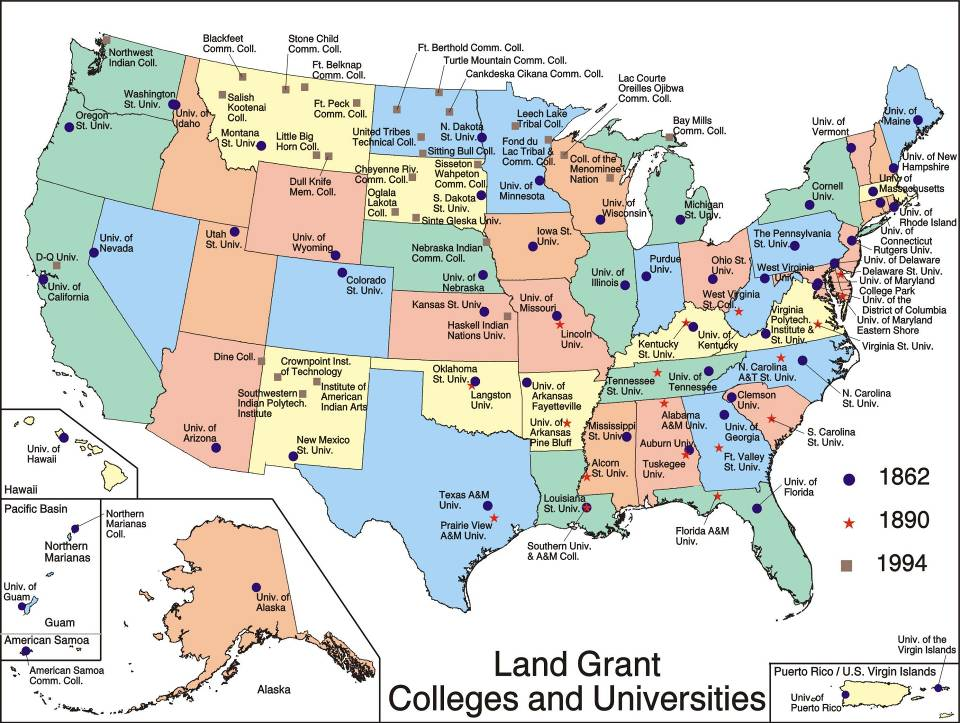 Blackfeet
Comm. Coll.
Stone Child
Comm. Coll.
Ft. Belknap
Comm. Coll.
Ft. Berthold Comm. Coll.
Turtle Mountain Comm. Coll.
Cankdeska Cikana Comm. Coll.
Lac Courte
Oreilles Ojibwa
Comm. Coll.
Northwest
Indian Coll.
Washington
St. Univ.
Oregon
St. Univ.
Univ. of
Idaho
Salish
Kootenai
Coll.
Ft. Peck
Comm. Coll.
Montana
St. Univ.
Little Big
Horn Coll.
Dull Knife
Mem. Coll.
United Tribes
Technical Coll.
N. Dakota
St. Univ.
Sitting Bull Coll.
Leech Lake
Tribal Coll.
Fond du
Lac Tribal &
Comm. Coll.
Bay Mills
Comm. Coll.
Univ. of
Vermont
Univ. of
Maine
Cheyenne Riv.
Comm. Coll.
Sisseton
Wahpeton
Comm. Coll.
Oglala
Lakota
Coll.
S. Dakota
St. Univ.
Sinte Gleska Univ.
Univ. of
Minnesota
Coll. of the
Menominee
Nation
Univ. of
Wisconsin
Michigan
St. Univ.
Cornell
Univ.
Univ. of New
Hampshire
Univ of
Massachusetts
Univ. of
Rhode Island
Univ. of
Connecticut
Rutgers Univ.
Univ. of Delaware
Delaware St. Univ.
Univ. of Maryland
College Park
Univ. of the
District of Columbia
Univ. of Maryland
Eastern Shore
Virginia St. Univ.
D-Q Univ.
Univ. of
California
Univ. of
Nevada
Utah
St. Univ.
Univ. of
Wyoming
Colorado
St. Univ.
Nebraska Indian
Comm. Coll.
Univ. of
Nebraska
Iowa St.
Univ.
Univ. of
Illinois
Purdue
Univ.
Ohio St.
Univ.
The Pennsylvania
St. Univ.
West Virginia
Univ.
West Virginia
St. Coll.
Virginia
Polytech.
Institute &
St. Univ.
Kansas St. Univ.
Haskell Indian
Nations Univ.
Univ. of
Missouri
Lincoln
Univ.
Kentucky
St. Univ.
Univ. of
Kentucky
Dine Coll.
Crownpoint Inst.
of Technology
Southwestern
Indian Polytech.
Institute
Institute of
American
Indian Arts
Oklahoma
St. Univ.
Langston
Univ.
Univ. of
Arkansas
Fayetteville
Univ. of
Arkansas
Pine Bluff
Tennessee
St. Univ.
Univ. of
Tennessee
N. Carolina
A&T St. Univ.
N. Carolina
St. Univ.
Clemson
Univ.
S. Carolina
St. Univ.
Univ. of
Arizona
New Mexico
St. Univ.
Mississippi
St. Univ.
Alcorn
St. Univ.
Alabama
A&M Univ.
Auburn Univ.
Tuskegee
Univ.
Univ. of
Georgia
Ft. Valley
St. Univ.
Texas A&M
Univ.
Prairie View
A&M Univ.
Louisiana
St. Univ.
Southern Univ.
& A&M Coll.
Florida A&M
Univ.
Univ. of
Florida
1862
1890
1994
Univ. of
Hawaii
Hawaii
Pacific Basin
Northern
Marianas
Coll.
Northern
Marianas
Univ. of
Guam
Guam
American Samoa
American Samoa
Comm. Coll.
Univ. of
Alaska
Alaska
Land Grant
Colleges and Universities
Univ. of the
Virgin Islands
Puerto Rico / U.S. Virgin Islands
Univ. of
Puerto Rico